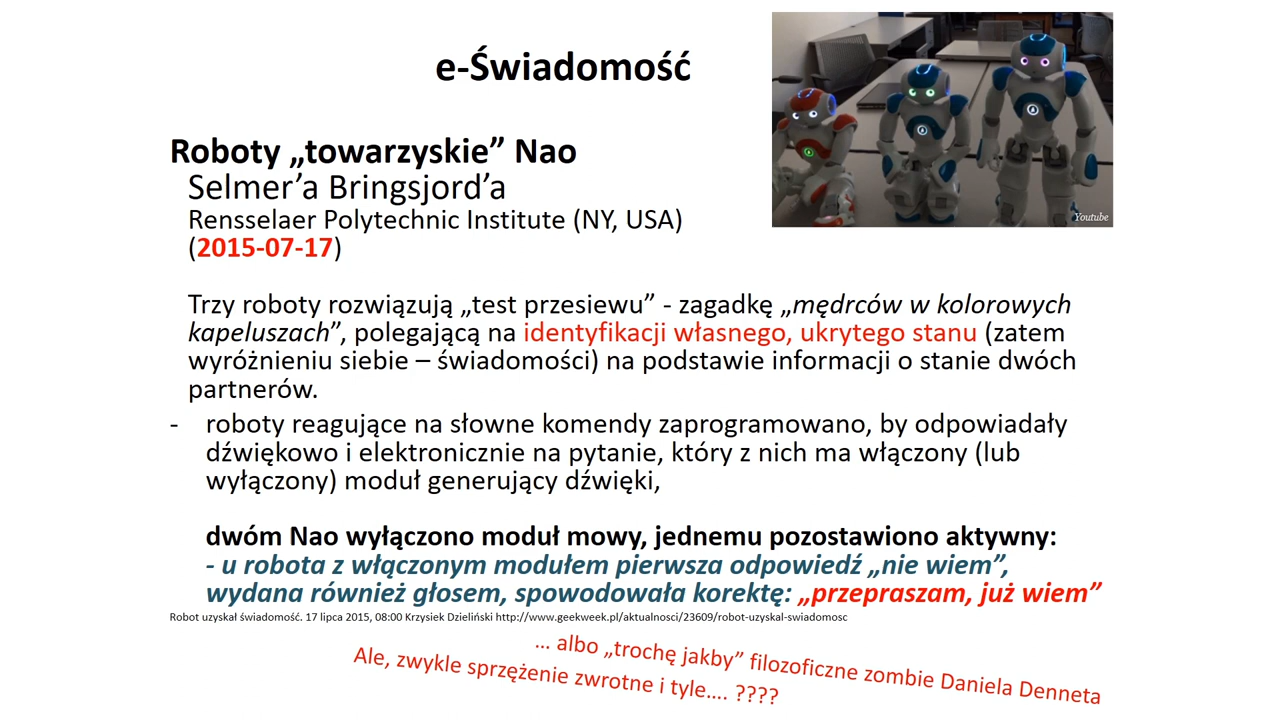 e-Świadomość
Youtube
Roboty „towarzyskie” Nao
Selmer’a Bringsjord’a
Rensselaer Polytechnic Institute (NY, USA)
(2015-07-17)
Trzy roboty rozwiązują „test przesiewu” - zagadkę „mędrców w kolorowych
kapeluszach”, polegającą na identyfikacji własnego, ukrytego stanu (zatem
wyróżnieniu siebie – świadomości) na podstawie informacji o stanie dwóch
partnerów.
- roboty reagujące na słowne komendy zaprogramowano, by odpowiadały
dźwiękowo i elektronicznie na pytanie, który z nich ma włączony (lub
wyłączony) moduł generujący dźwięki,
dwóm Nao wyłączono moduł mowy, jednemu pozostawiono aktywny:
- u robota z włączonym modułem pierwsza odpowiedź „nie wiem”,
wydana również głosem, spowodowała korektę: „przepraszam, już wiem”
Robot uzyskał świadomość. 17 lipca 2015, 08:00 Krzysiek Dzieliński http://www.geekweek.pl/aktualnosci/23609/robot-uzyskal-swiadomosc
... albo „trochę jakby” filozoficzne zombie Daniela Denneta
Ale, zwykle sprzężenie zwrotne i tyle.... ????